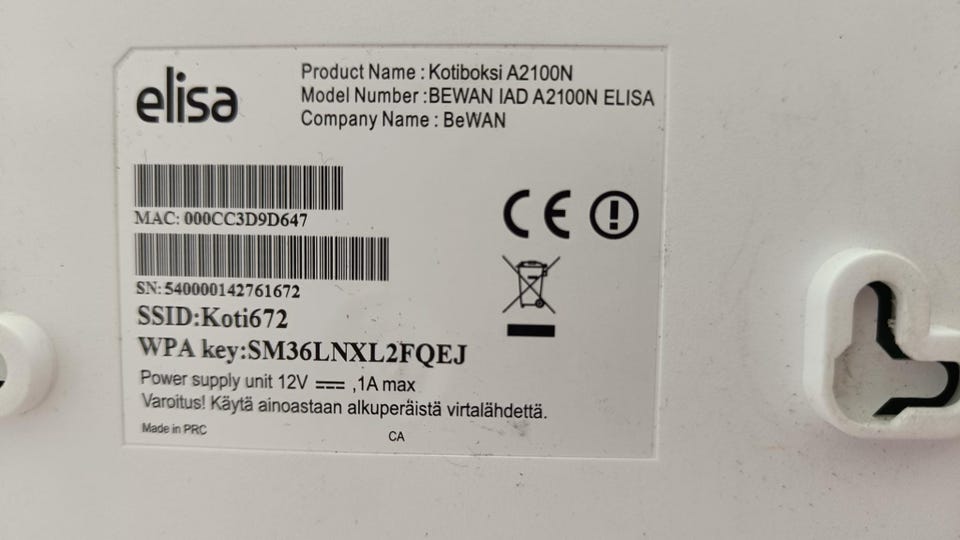 elisa
Product Name : Kotiboksi A2100N
Model Number :BEWAN IAD A2100N ELISA
Company Name : BeWAN
MAC: 000CC3D9D647
SN: 540000142761672
SSID:Koti672
WPA key:SM36LNXL2FQEJ
Power supply unit 12V ⎓ ,1A max
Varoitus! Käytä ainoastaan alkuperäistä virtalähdettä.
Made in PRC
CA
CE